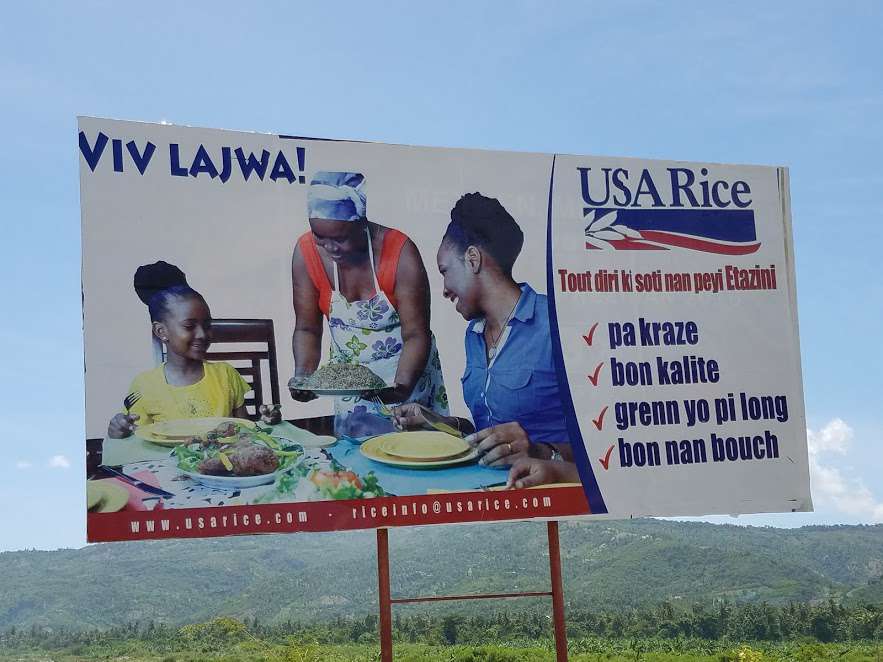 VIV LAJWA!
USA Rice
Tout diri ki soti nan peyi Etazini
pa kraze
bon kalite
grenn yo pi long
bon nan bouch
www.usarice.com - riceinfo@usarice.com